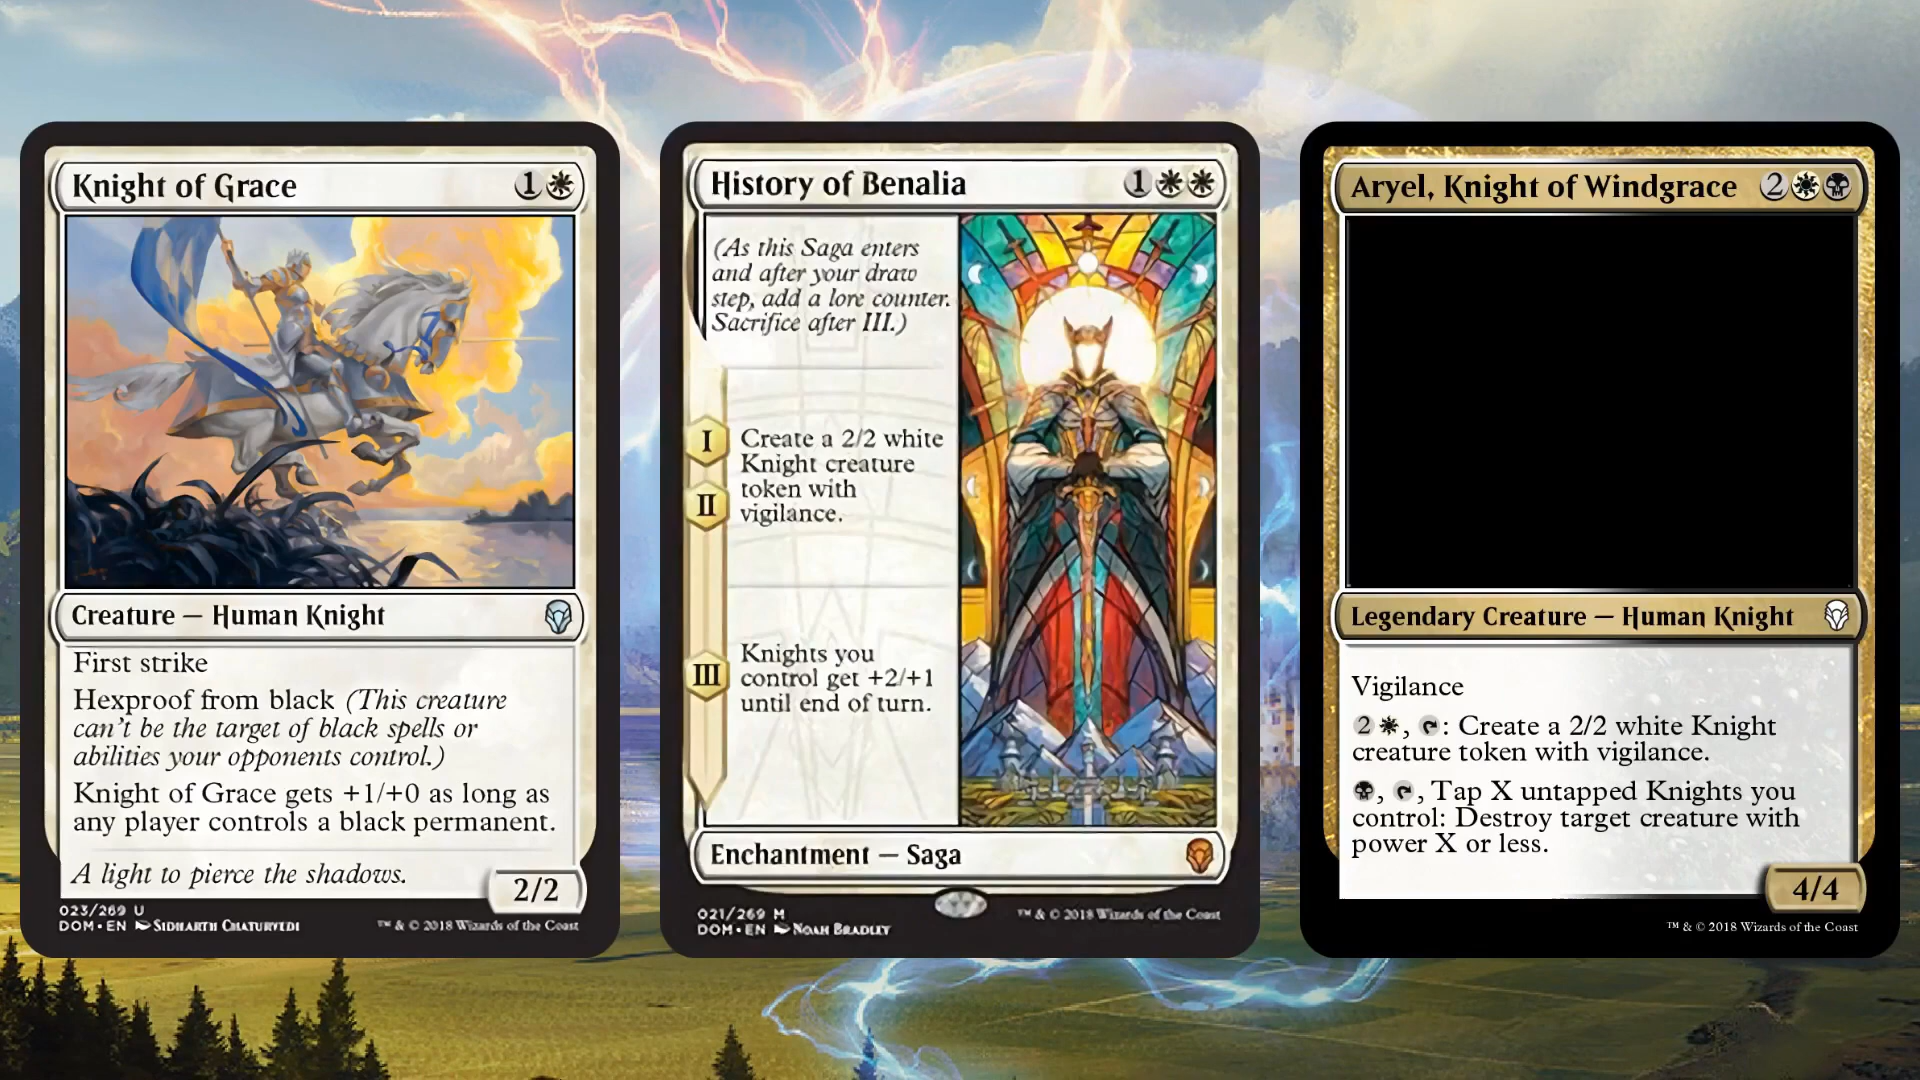 Knight of Grace 1
Creature — Human Knight
First strike
Hexproof from black (This creature
can't be the target of black spells or
abilities your opponents control.)
Knight of Grace gets +1/+0 as long as
any player controls a black permanent.
A light to pierce the shadows.
2/2
023/269 U
DOM • EN Sidharth Chaturvedi
™ & © 2018 Wizards of the Coast
History of Benalia 1
(As this Saga enters
and after your draw
step, add a lore counter.
Sacrifice after III.)
I
II
Create a 2/2 white
Knight creature
token with
vigilance.
III
Knights you
control get +2/+1
until end of turn.
Enchantment — Saga
021/269 M
DOM • EN Noah Bradley
™ & © 2018 Wizards of the Coast
Aryel, Knight of Windgrace 2
Legendary Creature — Human Knight
Vigilance
2 , : Create a 2/2 white Knight
creature token with vigilance.
, , Tap X untapped Knights you
control: Destroy target creature with
power X or less.
4/4
™ & © 2018 Wizards of the Coast